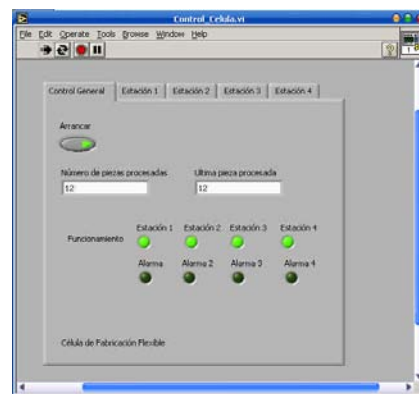 Control_Celula.vi
File Edit Operate Tools Browse Window Help
Control General Estación 1 Estación 2 Estación 3 Estación 4
Arrancar
Número de piezas procesadas Ultima pieza procesada
12 12
Estación 1 Estación 2 Estación 3 Estación 4
Funcionamiento
Alarma Alarma 2 Alarma 3 Alarma 4
Célula de Fabricación Flexible